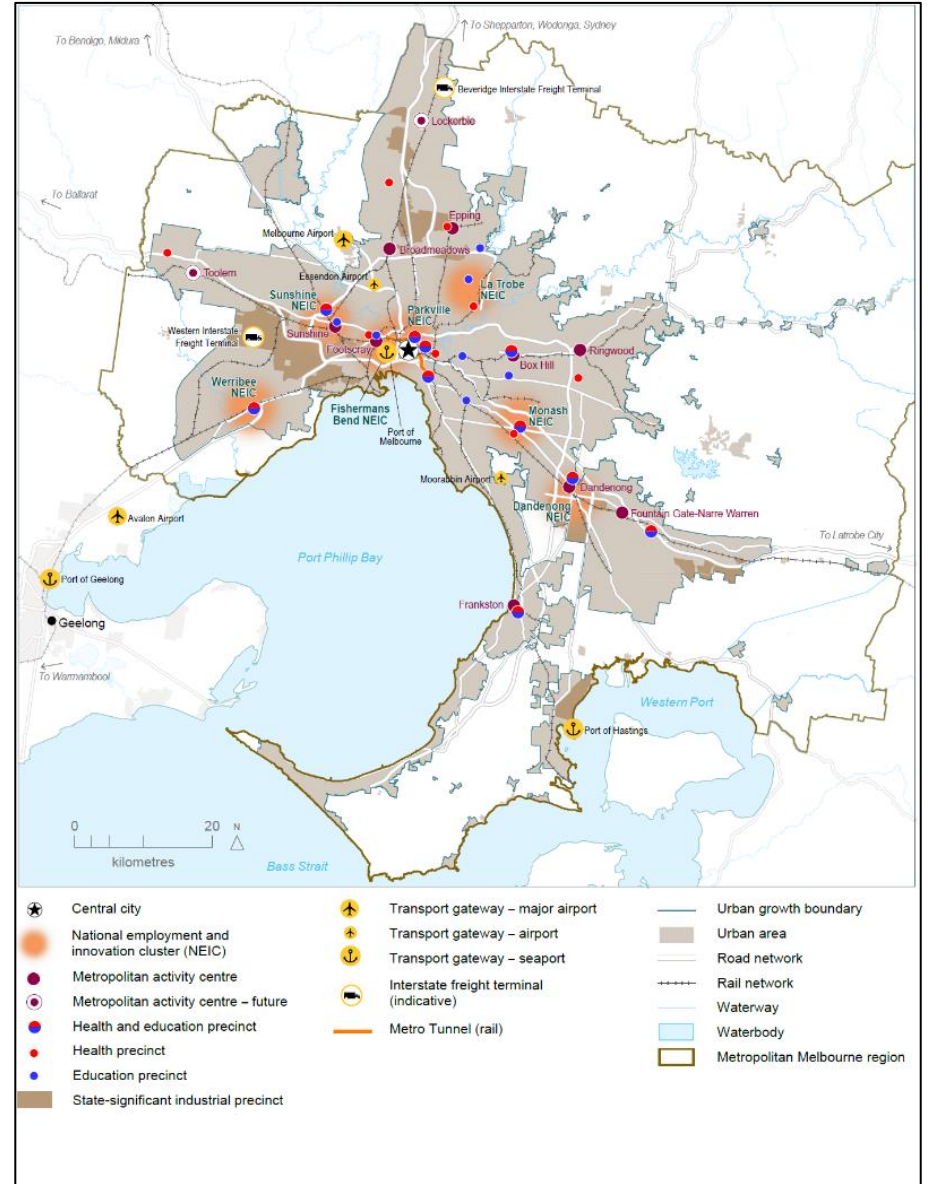 To Shepparton, Wodonga, Sydney
To Bendigo, Mildura
Beveridge Interstate Freight Terminal
Lockerbie
To Ballarat
Epping
Melbourne Airport
Broadmeadows
Essendon Airport
La Trobe
NEIC
Toolern
Sunshine
NEIC
Parkville
NEIC
Western Interstate
Freight Terminal
Sunshine
Footscray
Ringwood
Box Hill
Werribee
NEIC
Fishermans
Bend NEIC
Port of
Melbourne
Monash
NEIC
Moorabbin Airport
Dandenong
Dandenong
NEIC
Fountain Gate-Narre Warren
Avalon Airport
To Latrobe City
Port Phillip Bay
Port of Geelong
Frankston
Geelong
To Warrnambool
Western Port
Port of Hastings
0 20 N
kilometres
Bass Strait
Central city
National employment and
innovation cluster (NEIC)
Metropolitan activity centre
Metropolitan activity centre – future
Health and education precinct
Health precinct
Education precinct
State-significant industrial precinct
Transport gateway – major airport
Transport gateway – airport
Transport gateway – seaport
Interstate freight terminal
(indicative)
Metro Tunnel (rail)
Urban growth boundary
Urban area
Road network
Rail network
Waterway
Waterbody
Metropolitan Melbourne region